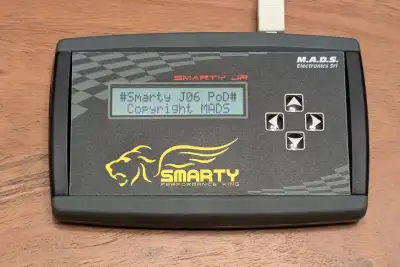 M.A.D.S.
Electronics Srl
SMARTY JR
#Smarty J06 PoD#
Copyright MADS
SMARTY
PERFORMANCE KING